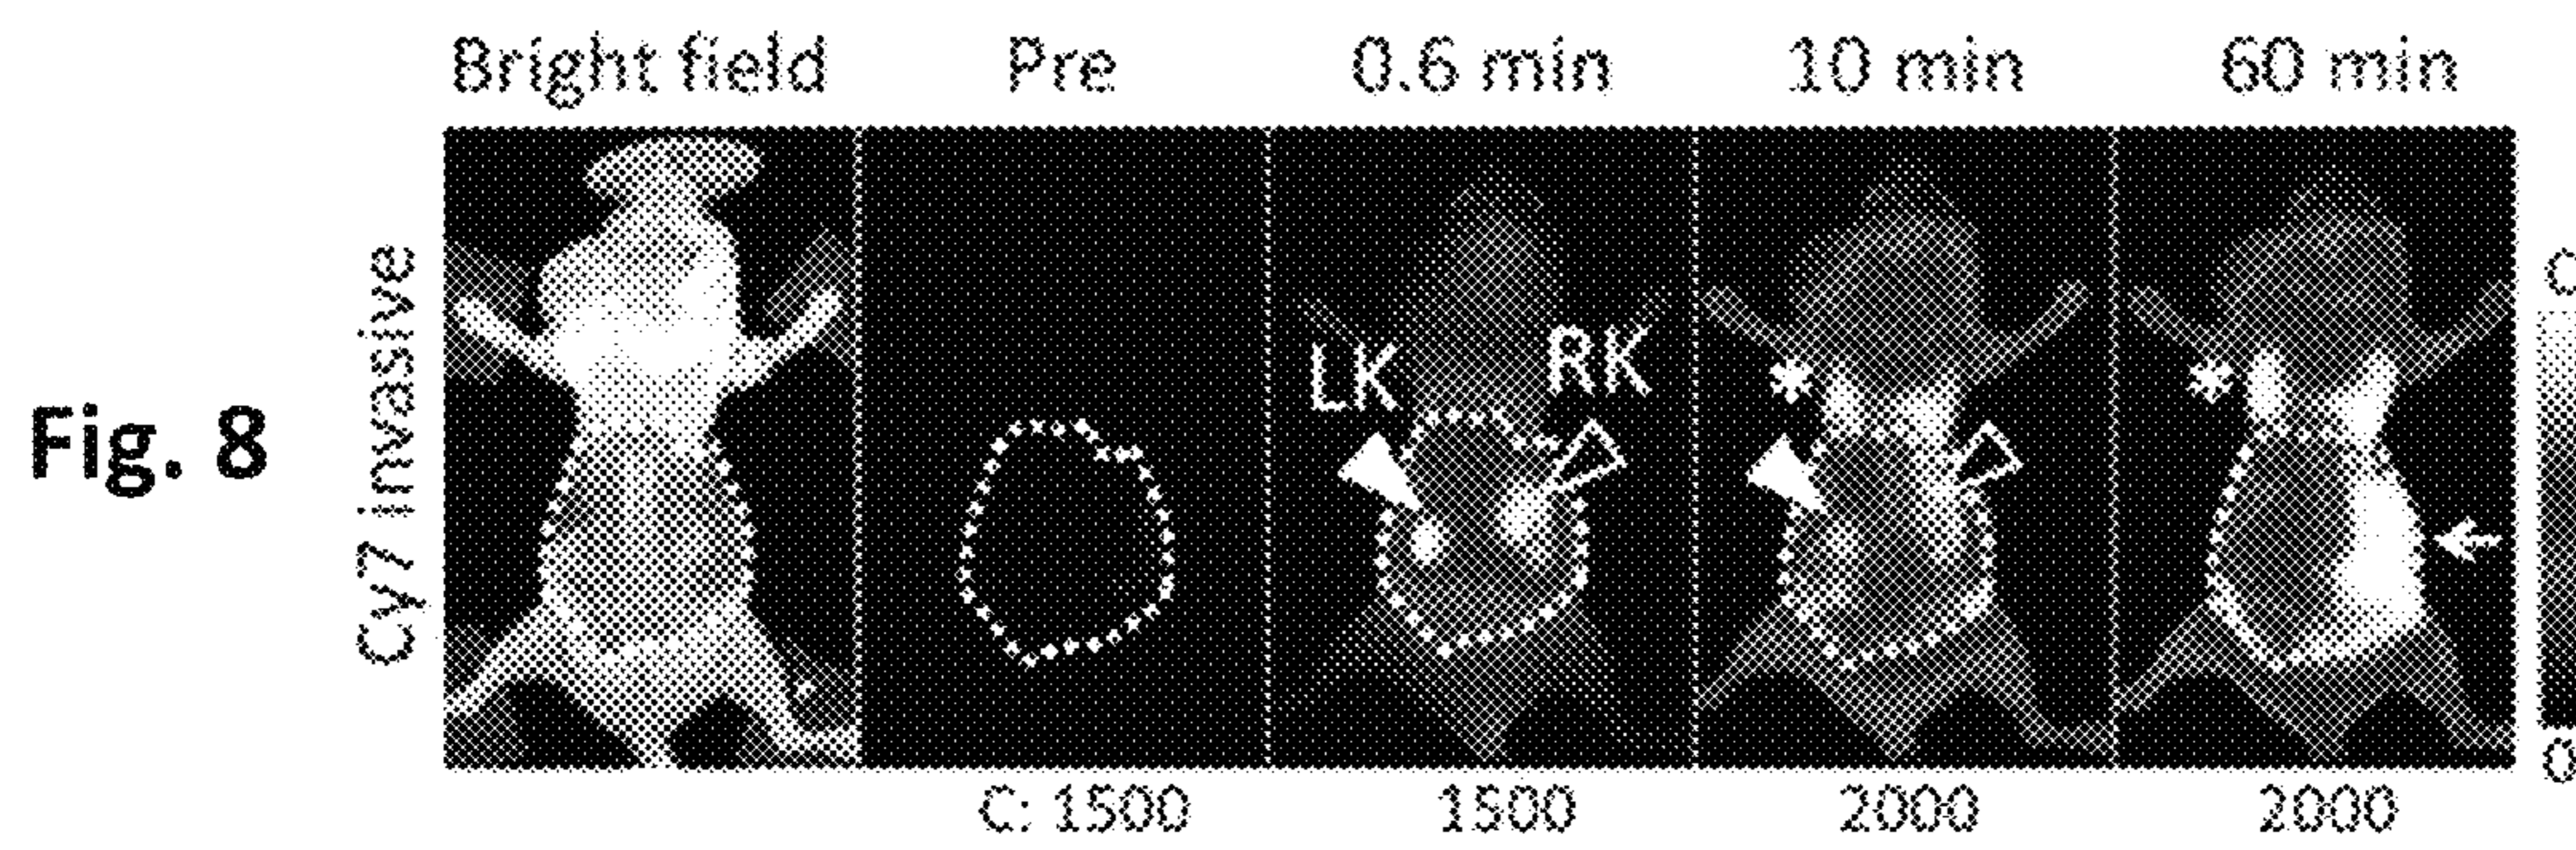 Bright field Pre 0.6 min 10 min 60 min
Fig. 8
Cy7 invasive
LK RK
*
*
C
0
C: 1500 1500 2000 2000